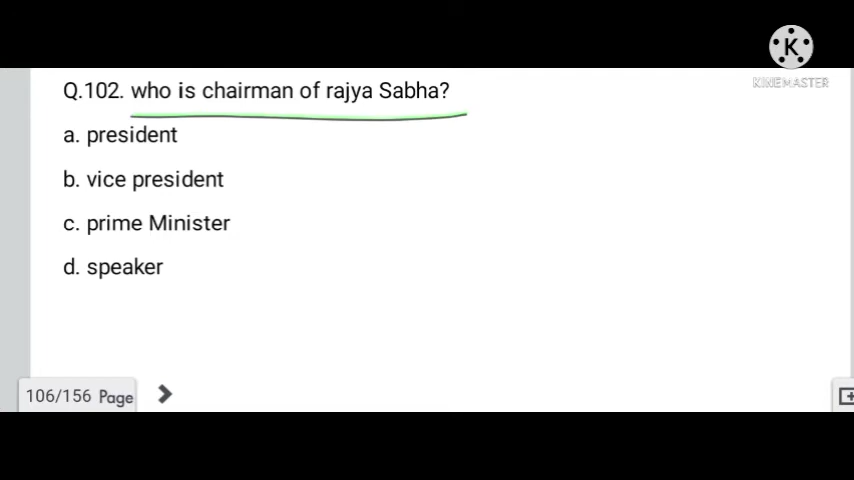 K
KINEMASTER
Q.102. who is chairman of rajya Sabha?
a. president
b. vice president
c. prime Minister
d. speaker
106/156 Page